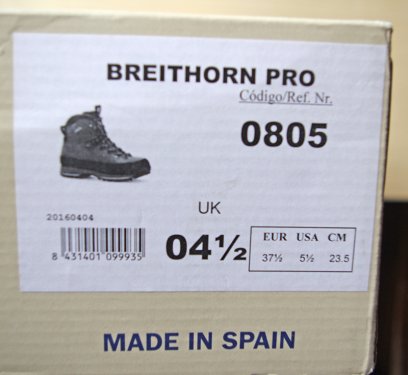 BREITHORN PRO
Código/Ref. Nr.
0805
UK
20160404
8 431401 099935
04½
EUR USA CM
37½ 5½ 23.5
MADE IN SPAIN